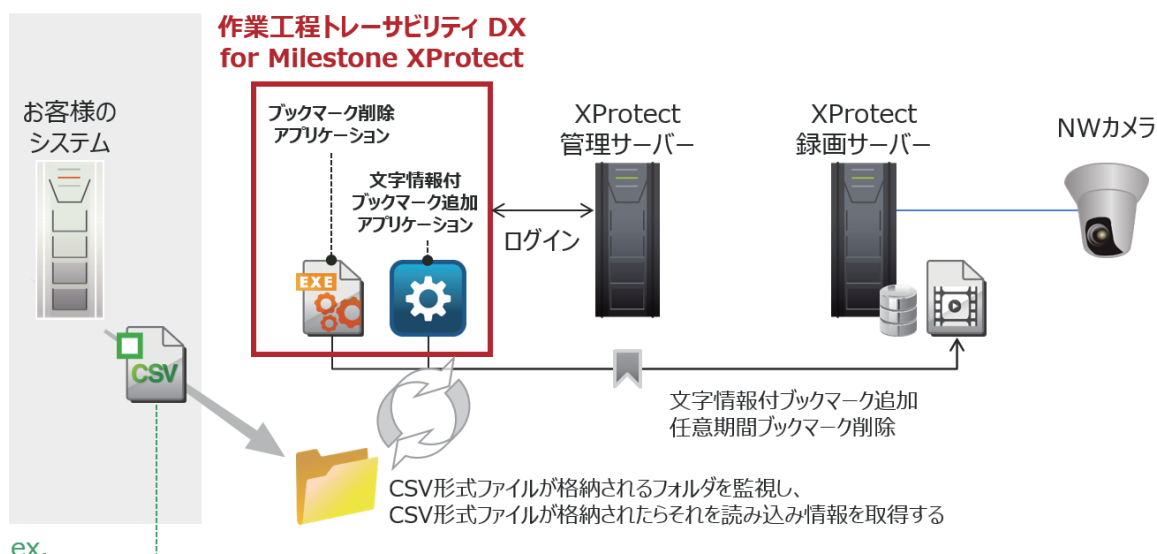 作業工程トレーサビリティ DX
for Milestone XProtect
お客様の
システム
ブックマーク削除
アプリケーション
文字情報付
ブックマーク追加
アプリケーション
EXE
ログイン
XProtect
管理サーバー
XProtect
録画サーバー
NWカメラ
CSV
文字情報付ブックマーク追加
任意期間ブックマーク削除
CSV形式ファイルが格納されるフォルダを監視し、
CSV形式ファイルが格納されたらそれを読み込み情報を取得する
ex.